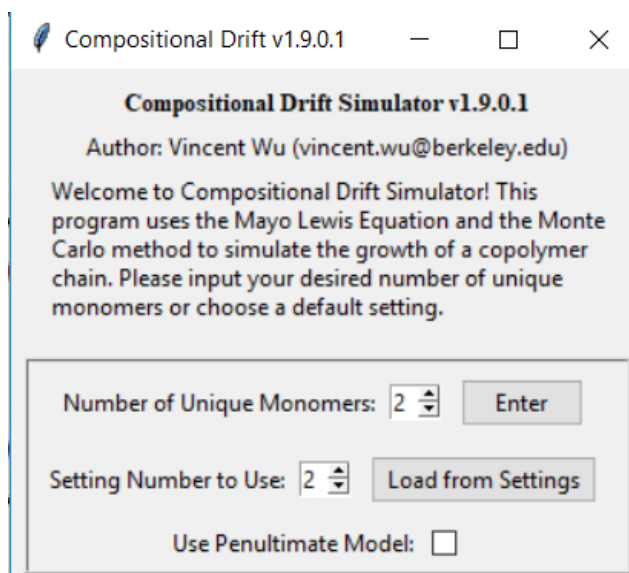 Compositional Drift v1.9.0.1
Compositional Drift Simulator v1.9.0.1
Author: Vincent Wu (vincent.wu@berkeley.edu)
Welcome to Compositional Drift Simulator! This
program uses the Mayo Lewis Equation and the Monte
Carlo method to simulate the growth of a copolymer
chain. Please input your desired number of unique
monomers or choose a default setting.
Number of Unique Monomers: 2 Enter
Setting Number to Use: 2 Load from Settings
Use Penultimate Model: